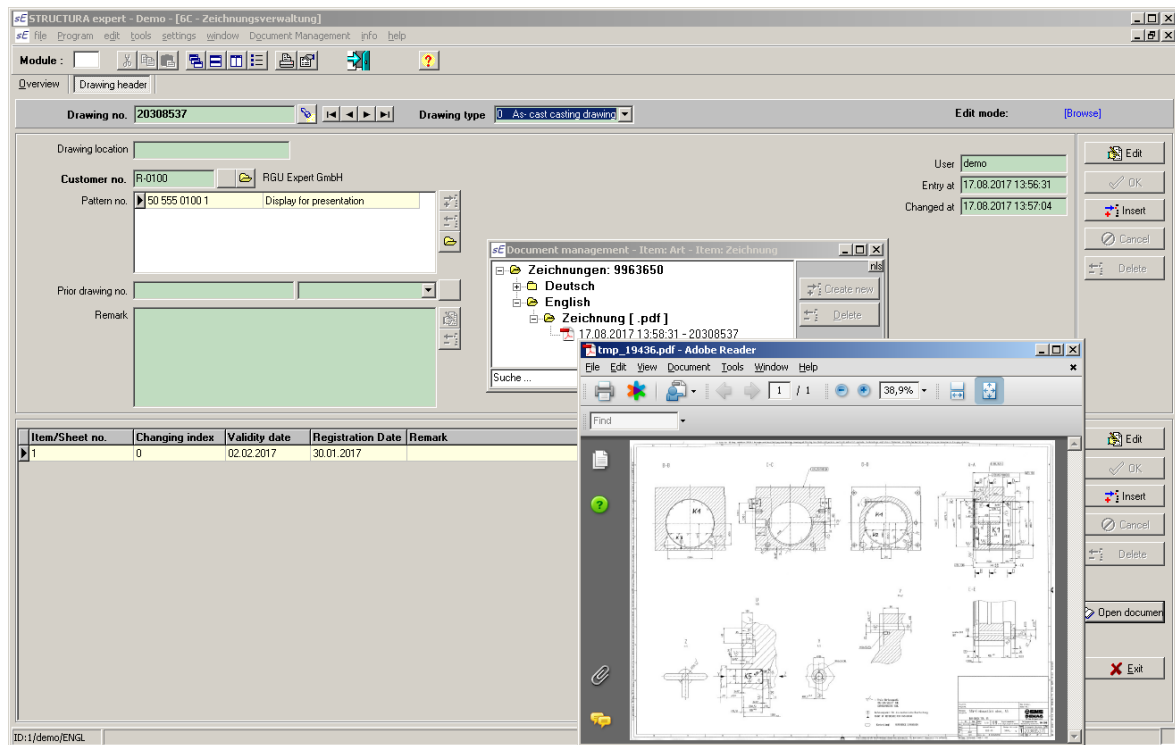 sE STRUCTURA expert - Demo - [6C - Zeichnungsverwaltung]
sE file Program edit tools settings window Document Management info help
Module :
Overview Drawing header
Drawing no. 20308537 Drawing type 0 As- cast casting drawing Edit mode: [Browse]
Drawing location
Customer no. R-0100 RGU Expert GmbH
Pattern no. 50 555 0100 1 Display for presentation
Prior drawing no.
Remark
User demo
Entry at 17.08.2017 13:56:31
Changed at 17.08.2017 13:57:04
Edit
OK
Insert
Cancel
Delete
sE Document management - Item: Art - Item: Zeichnung
Zeichnungen: 9963650
Deutsch
English
Zeichnung [ .pdf ]
17.08.2017 13:58:31 - 20308537
nls
Create new
Delete
Suche ...
tmp_19436.pdf - Adobe Reader
File Edit View Document Tools Window Help
1 / 1 38,9%
Find
Item/Sheet no. Changing index Validity date Registration Date Remark
1 0 02.02.2017 30.01.2017
Edit
OK
Insert
Cancel
Delete
Open documen
Exit
ID:1/demo/ENGL